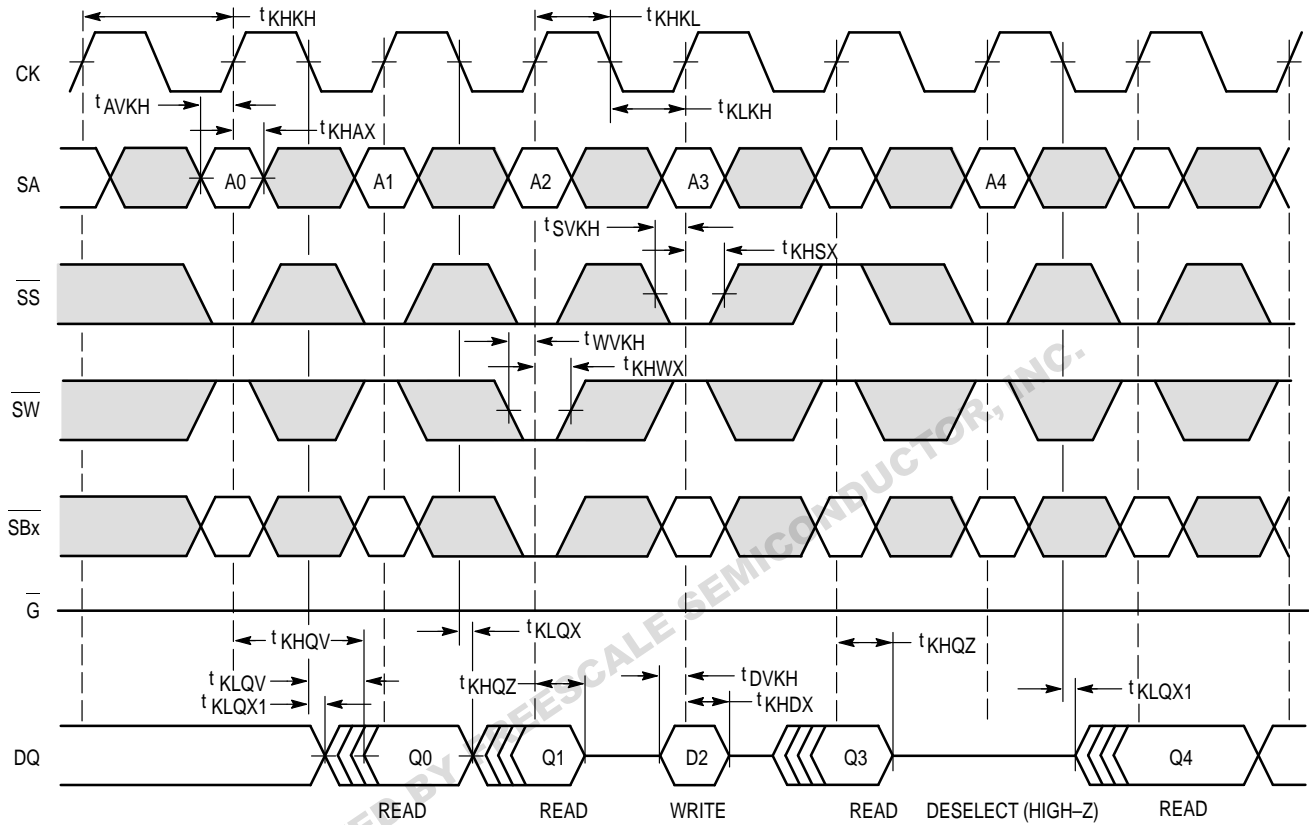 t KHKH
t KHKL
CK
t AVKH
t KHAX
t KLKH
SA
A0
A1
A2
A3
A4
t SVKH
t KHSX
SS
t WVKH
t KHWX
SW
SBx
G
t KHQV
t KLQX
t KHQZ
t KLQV
t KHQZ
t DVKH
t KLQX1
t KLQX1
t KHDX
DQ
Q0
Q1
D2
Q3
Q4
READ
READ
WRITE
READ
DESELECT (HIGH–Z)
READ
ED BY FREESCALE SEMICONDUCTOR, INC.